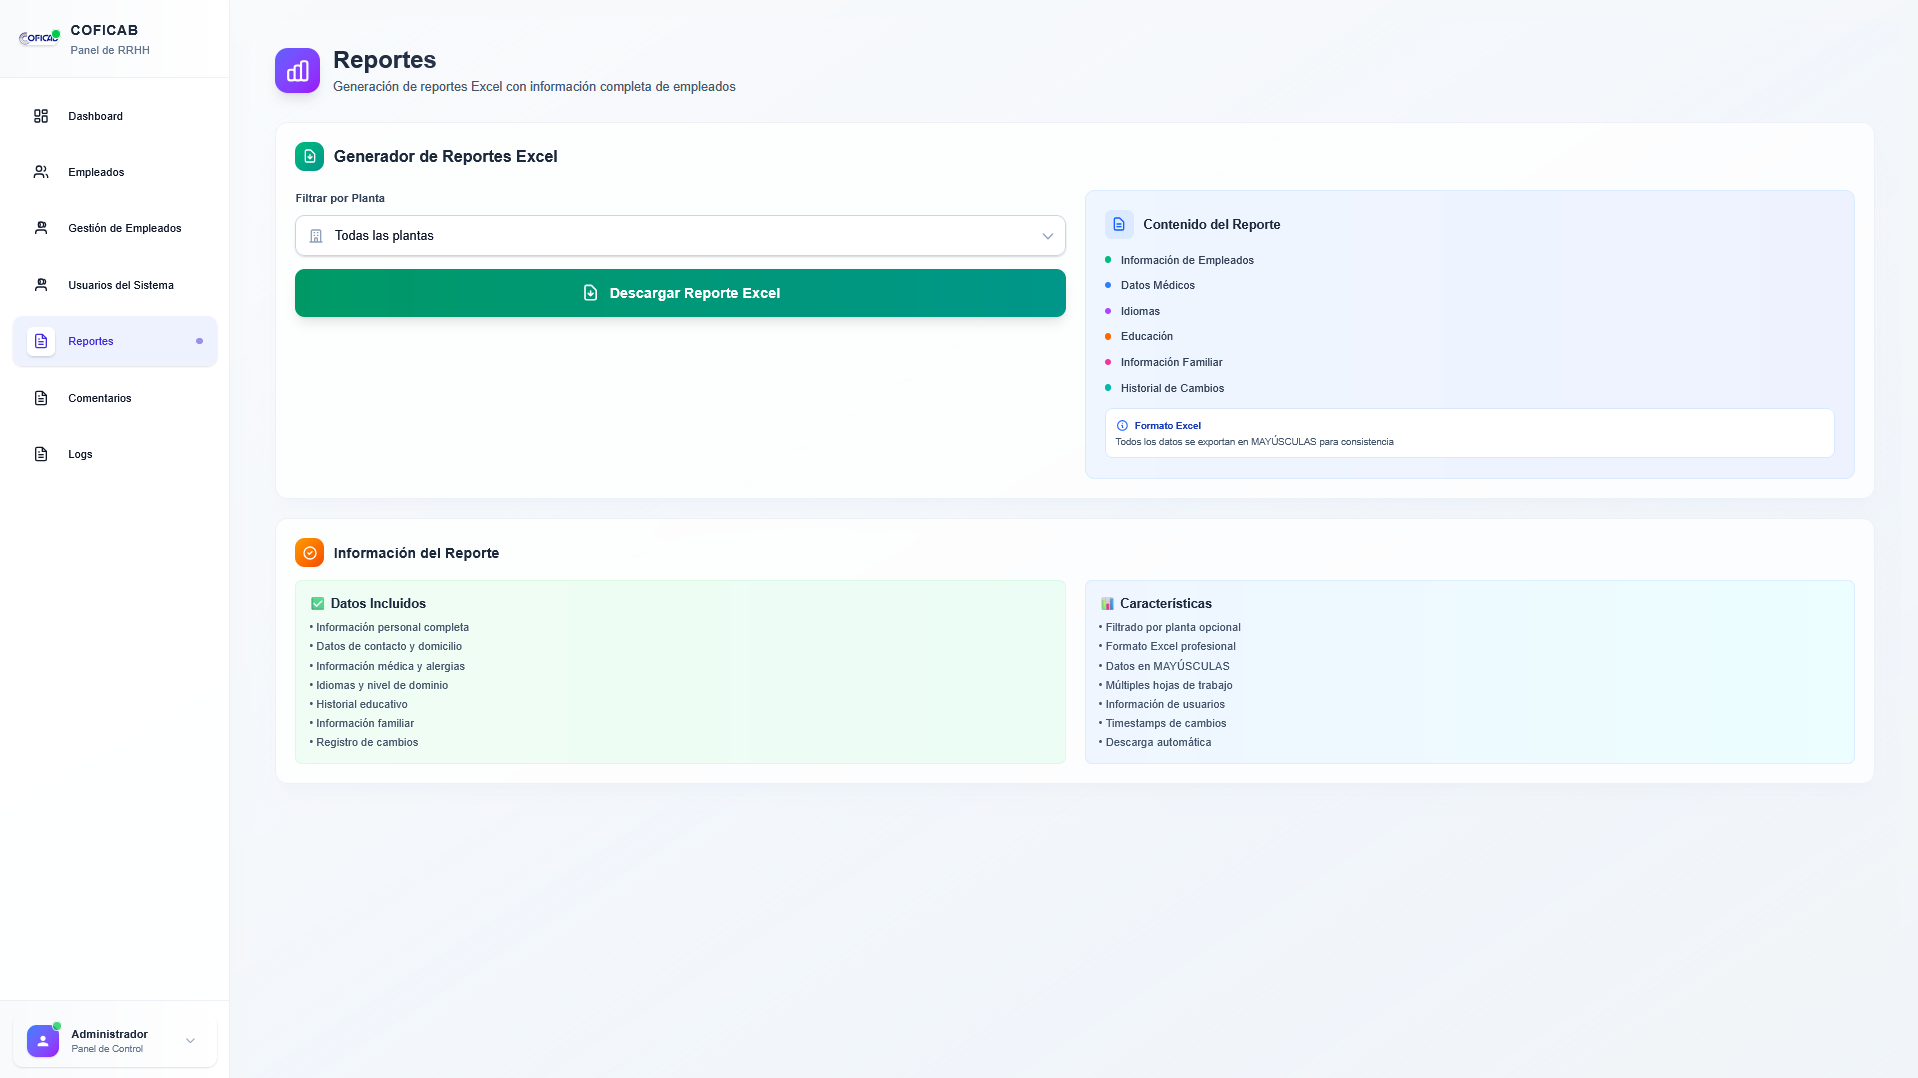 COFICAB
COFICAB
Panel de RRHH
Dashboard
Empleados
Gestión de Empleados
Usuarios del Sistema
Reportes
Comentarios
Logs
Administrador
Panel de Control
Reportes
Generación de reportes Excel con información completa de empleados
Generador de Reportes Excel
Filtrar por Planta
Todas las plantas
Descargar Reporte Excel
Contenido del Reporte
Información de Empleados
Datos Médicos
Idiomas
Educación
Información Familiar
Historial de Cambios
Formato Excel
Todos los datos se exportan en MAYÚSCULAS para consistencia
Información del Reporte
✅ Datos Incluidos
• Información personal completa
• Datos de contacto y domicilio
• Información médica y alergias
• Idiomas y nivel de dominio
• Historial educativo
• Información familiar
• Registro de cambios
📊 Características
• Filtrado por planta opcional
• Formato Excel profesional
• Datos en MAYÚSCULAS
• Múltiples hojas de trabajo
• Información de usuarios
• Timestamps de cambios
• Descarga automática